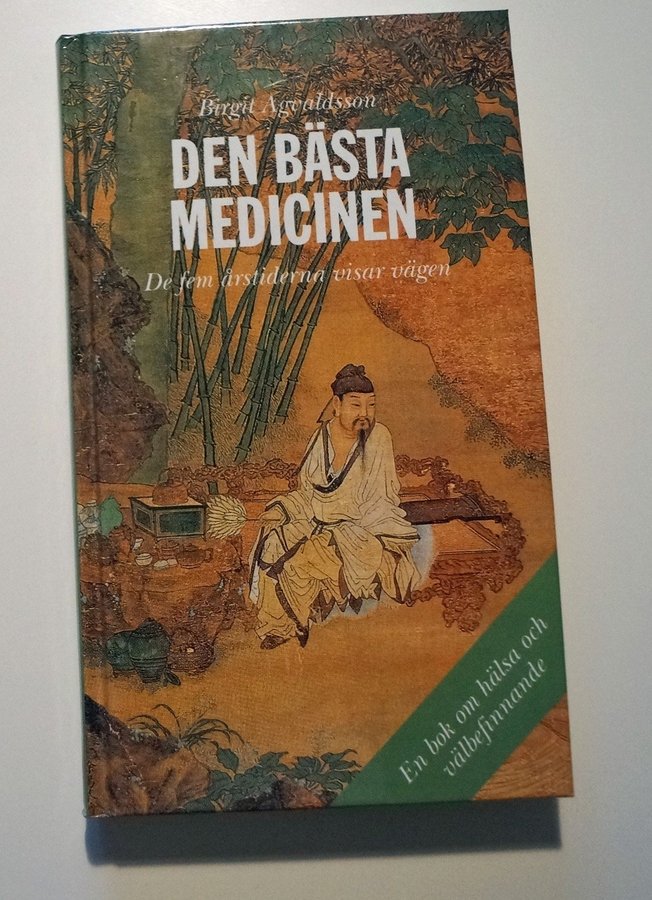 Birgit Agvaldsson
DEN BÄSTA
MEDICINEN
De fem årstiderna visar vägen
En bok om hälsa och
välbefinnande